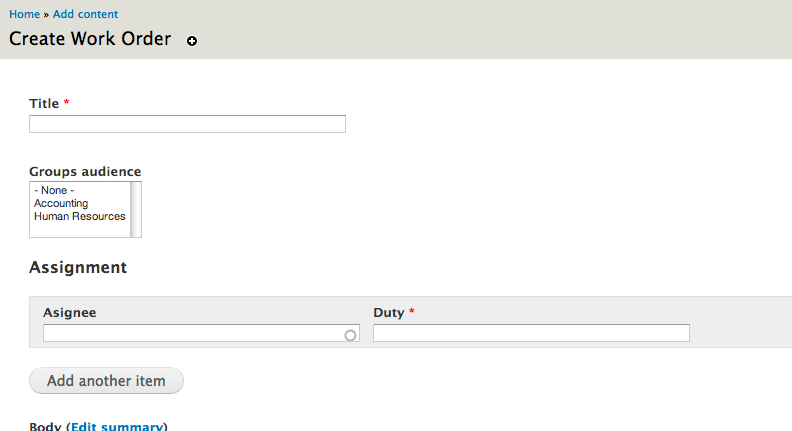 Home » Add content
Create Work Order
Title *
Groups audience
- None -
Accounting
Human Resources
Assignment
Asignee Duty *
Add another item
Body (Edit summary)